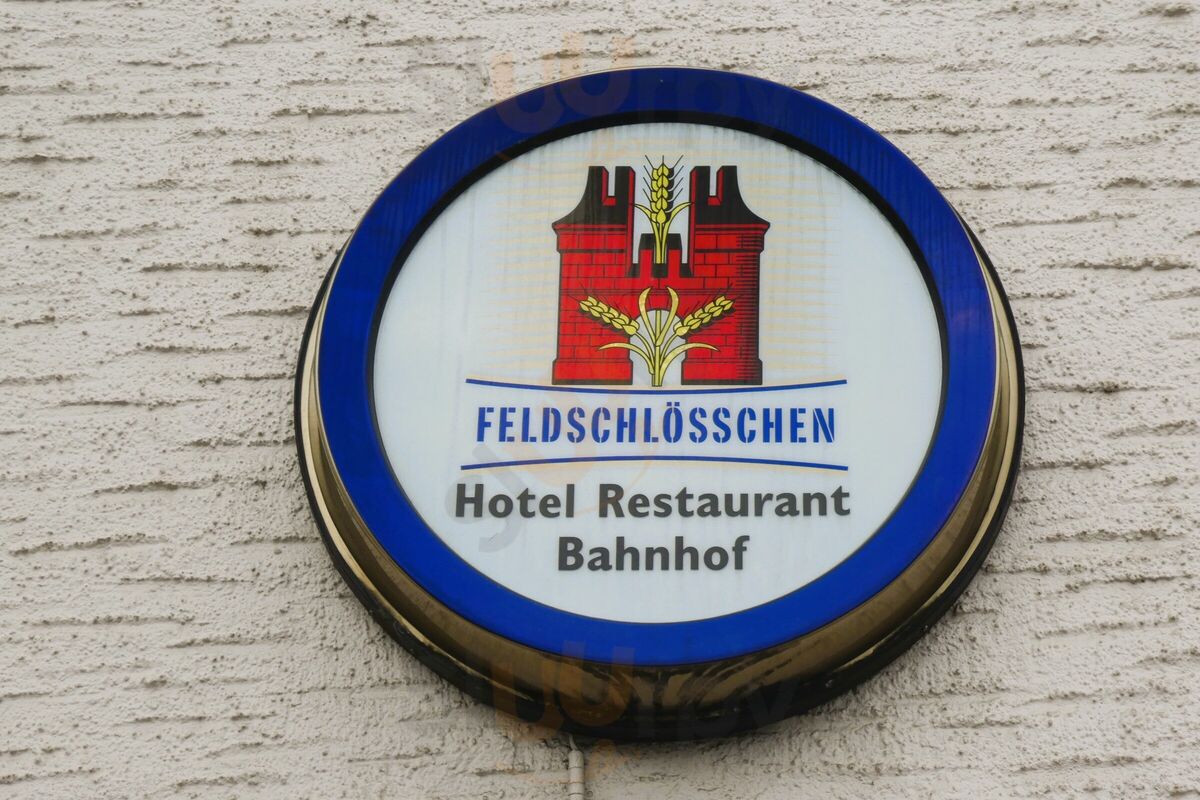 FELDSCHLÖSSCHEN
Hotel Restaurant
Bahnhof